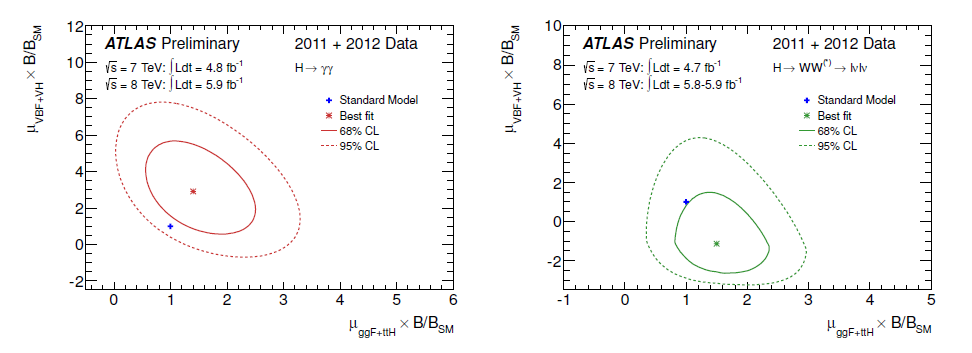 12
10
8
6
4
2
0
-2
μVBF+VH × B/BSM
ATLAS Preliminary
2011 + 2012 Data
√s = 7 TeV: ∫Ldt = 4.8 fb-1
√s = 8 TeV: ∫Ldt = 5.9 fb-1
H→ γγ
Standard Model
Best fit
68% CL
95% CL
0 1 2 3 4 5 6
μggF+ttH × B/BSM
10
8
6
4
2
0
-2
μVBF+VH × B/BSM
ATLAS Preliminary
2011 + 2012 Data
√s = 7 TeV: ∫Ldt = 4.7 fb-1
√s = 8 TeV: ∫Ldt = 5.8-5.9 fb-1
H→ WW(*) → lνlν
Standard Model
Best fit
68% CL
95% CL
-1 0 1 2 3 4 5
μggF+ttH × B/BSM